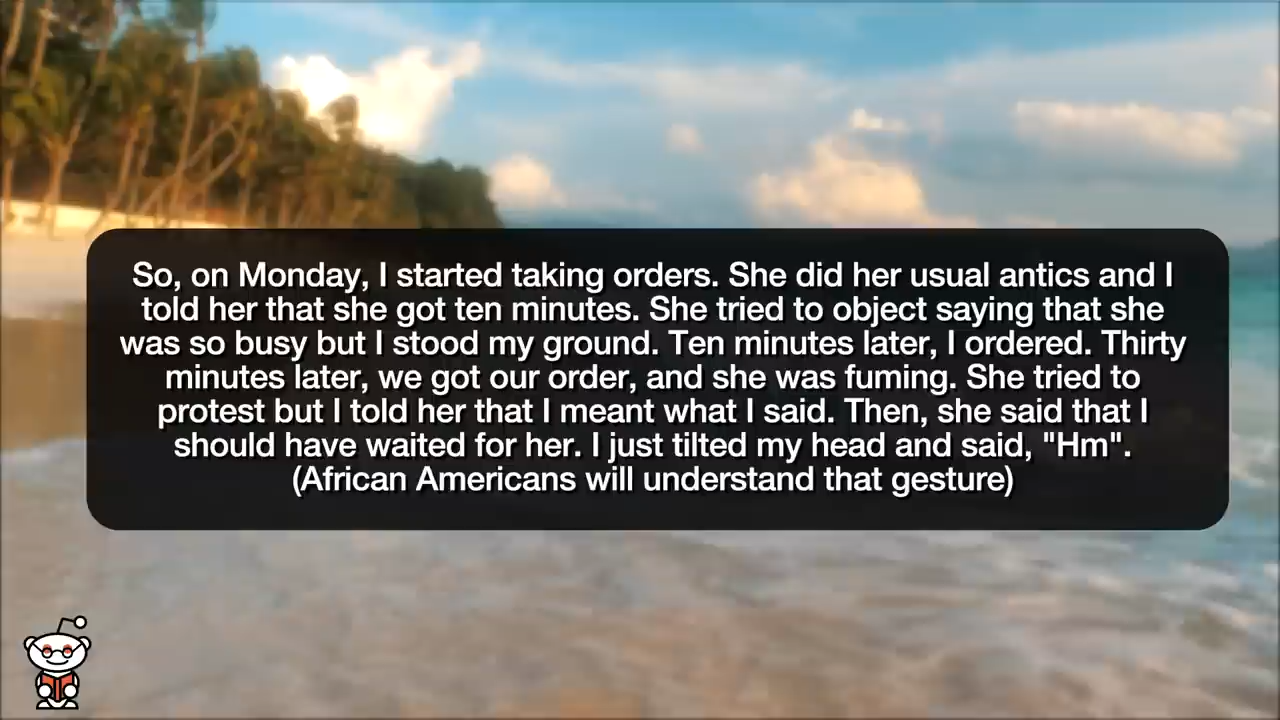 So, on Monday, I started taking orders. She did her usual antics and I
told her that she got ten minutes. She tried to object saying that she
was so busy but I stood my ground. Ten minutes later, I ordered. Thirty
minutes later, we got our order, and she was fuming. She tried to
protest but I told her that I meant what I said. Then, she said that I
should have waited for her. I just tilted my head and said, "Hm".
(African Americans will understand that gesture)